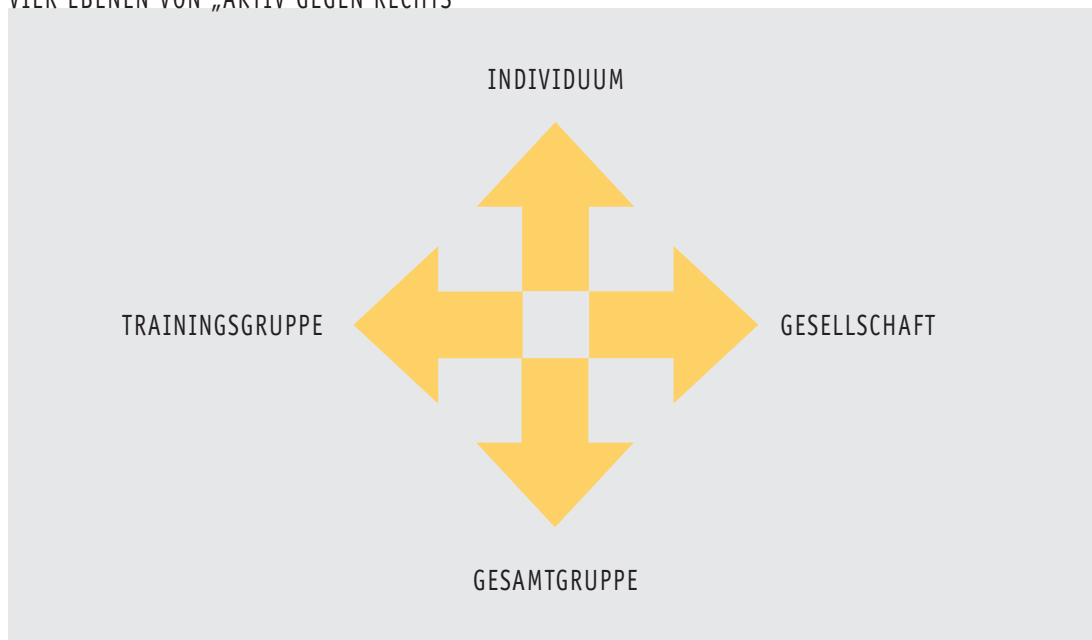 VIER EBENEN VON „AKTIV GEGEN RECHTS“
INDIVIDUUM
TRAININGSGRUPPE
GESELLSCHAFT
GESAMTGRUPPE